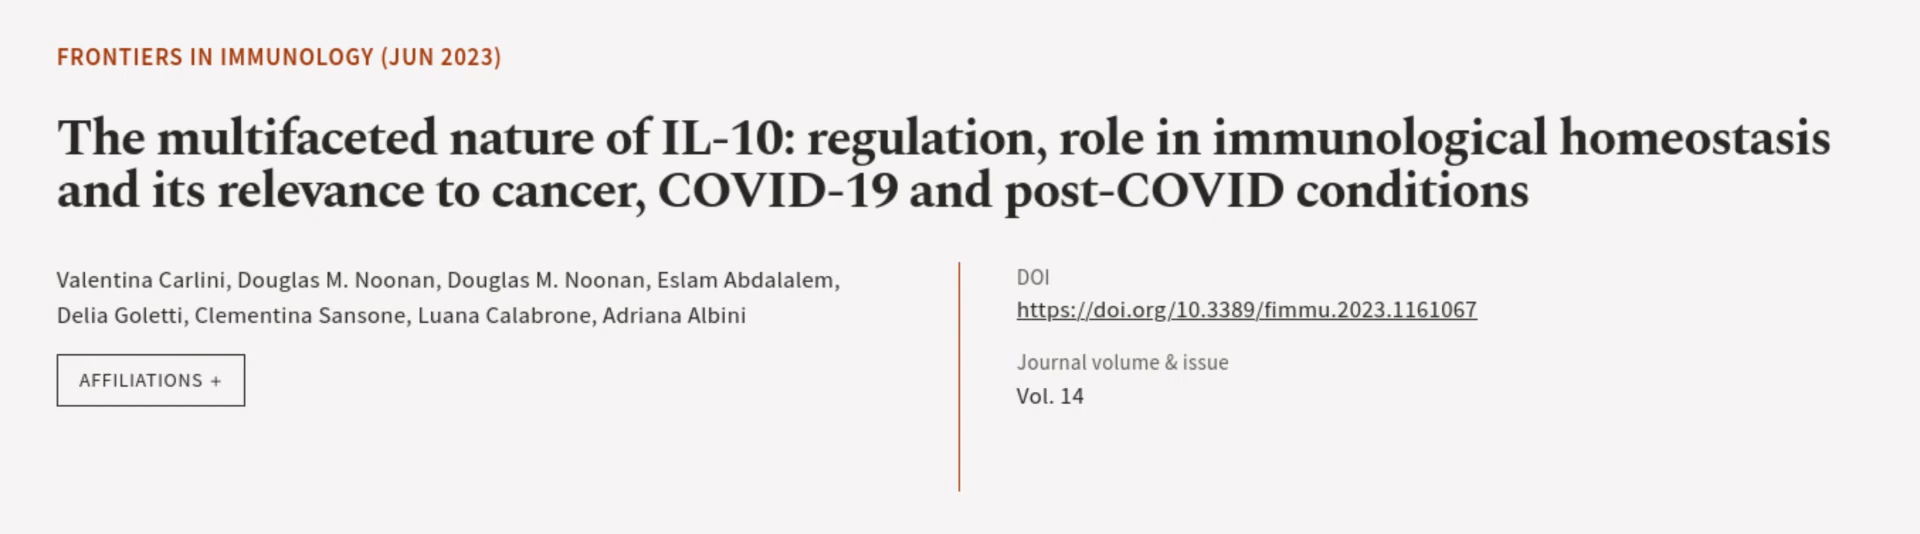 FRONTIERS IN IMMUNOLOGY (JUN 2023)
The multifaceted nature of IL-10: regulation, role in immunological homeostasis
and its relevance to cancer, COVID-19 and post-COVID conditions
Valentina Carlini, Douglas M. Noonan, Douglas M. Noonan, Eslam Abdalalem,
Delia Goletti, Clementina Sansone, Luana Calabrone, Adriana Albini
AFFILIATIONS +
DOI
https://doi.org/10.3389/fimmu.2023.1161067
Journal volume & issue
Vol. 14